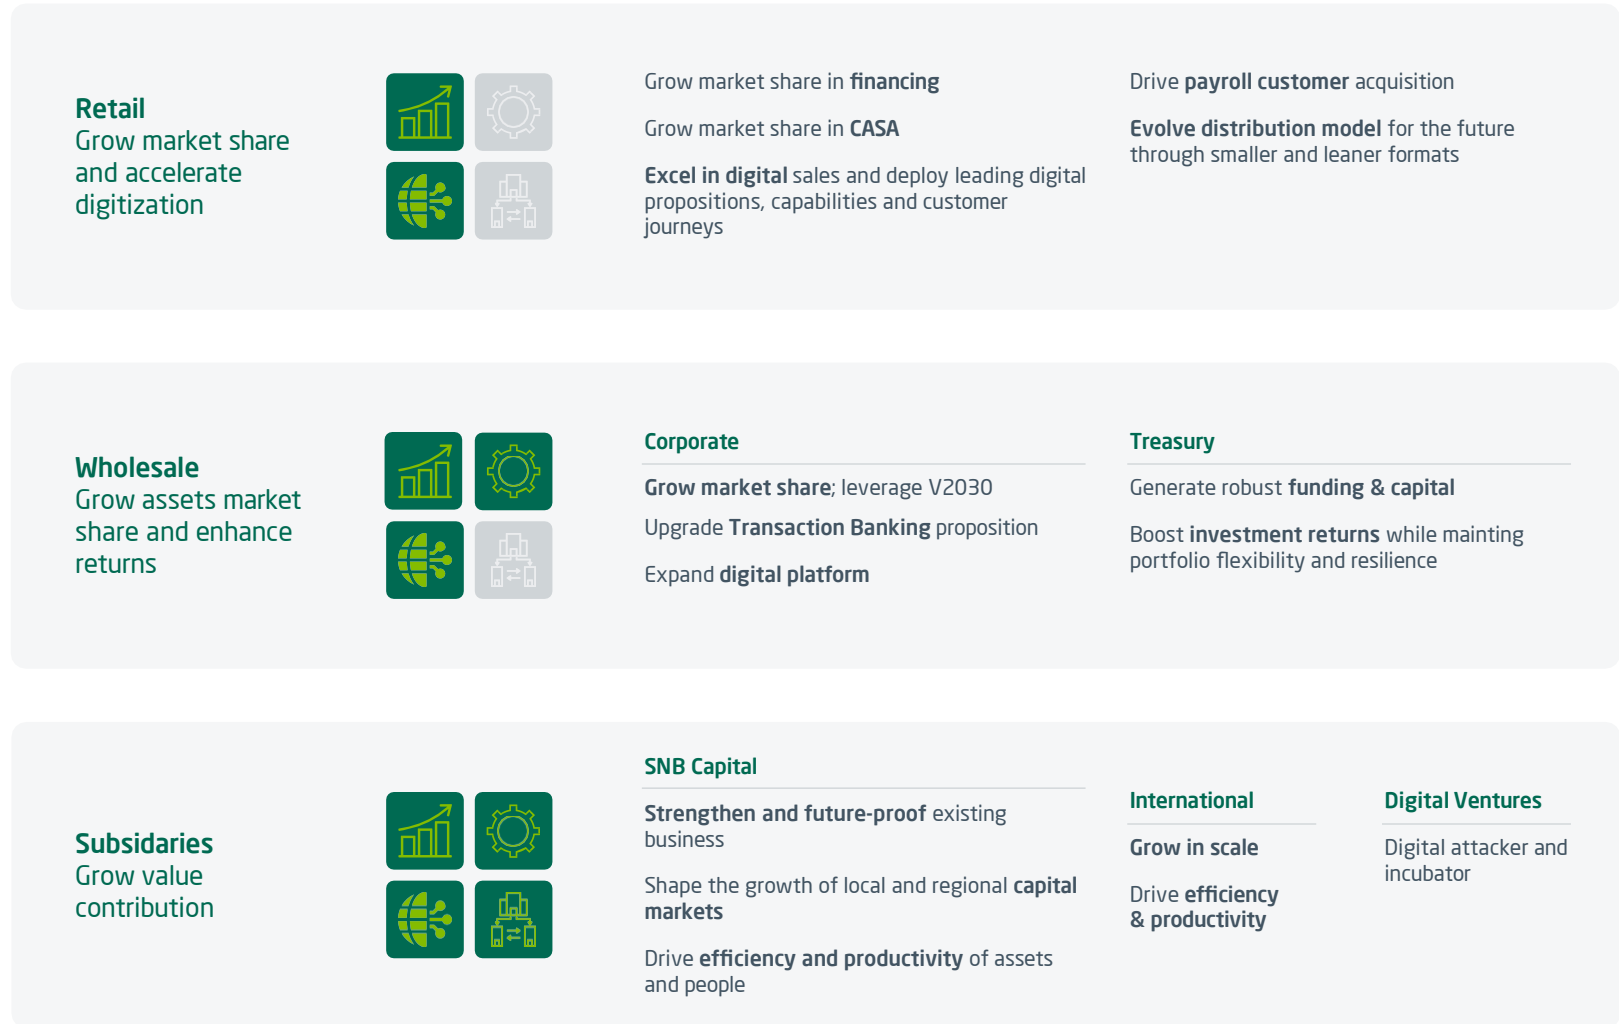 Retail
Grow market share
and accelerate
digitization
Grow market share in financing
Grow market share in CASA
Excel in digital sales and deploy leading digital
propositions, capabilities and customer
journeys
Drive payroll customer acquisition
Evolve distribution model for the future
through smaller and leaner formats
Wholesale
Grow assets market
share and enhance
returns
Corporate
Grow market share; leverage V2030
Upgrade Transaction Banking proposition
Expand digital platform
Treasury
Generate robust funding & capital
Boost investment returns while mainting
portfolio flexibility and resilience
Subsidaries
Grow value
contribution
SNB Capital
Strengthen and future-proof existing
business
Shape the growth of local and regional capital
markets
Drive efficiency and productivity of assets
and people
International
Grow in scale
Drive efficiency
& productivity
Digital Ventures
Digital attacker and
incubator